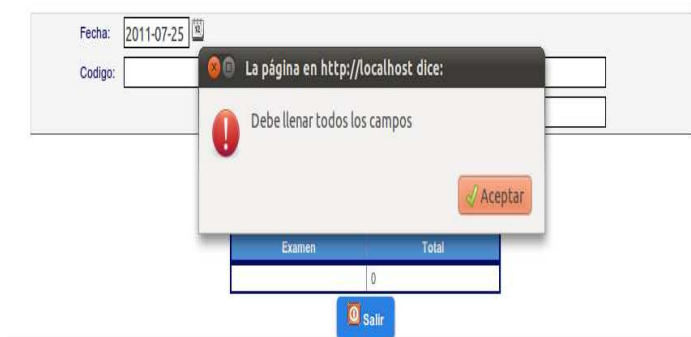 Fecha: 2011-07-25
Codigo:
La página en http://localhost dice:
Debe llenar todos los campos
Aceptar
Examen Total
0
Salir